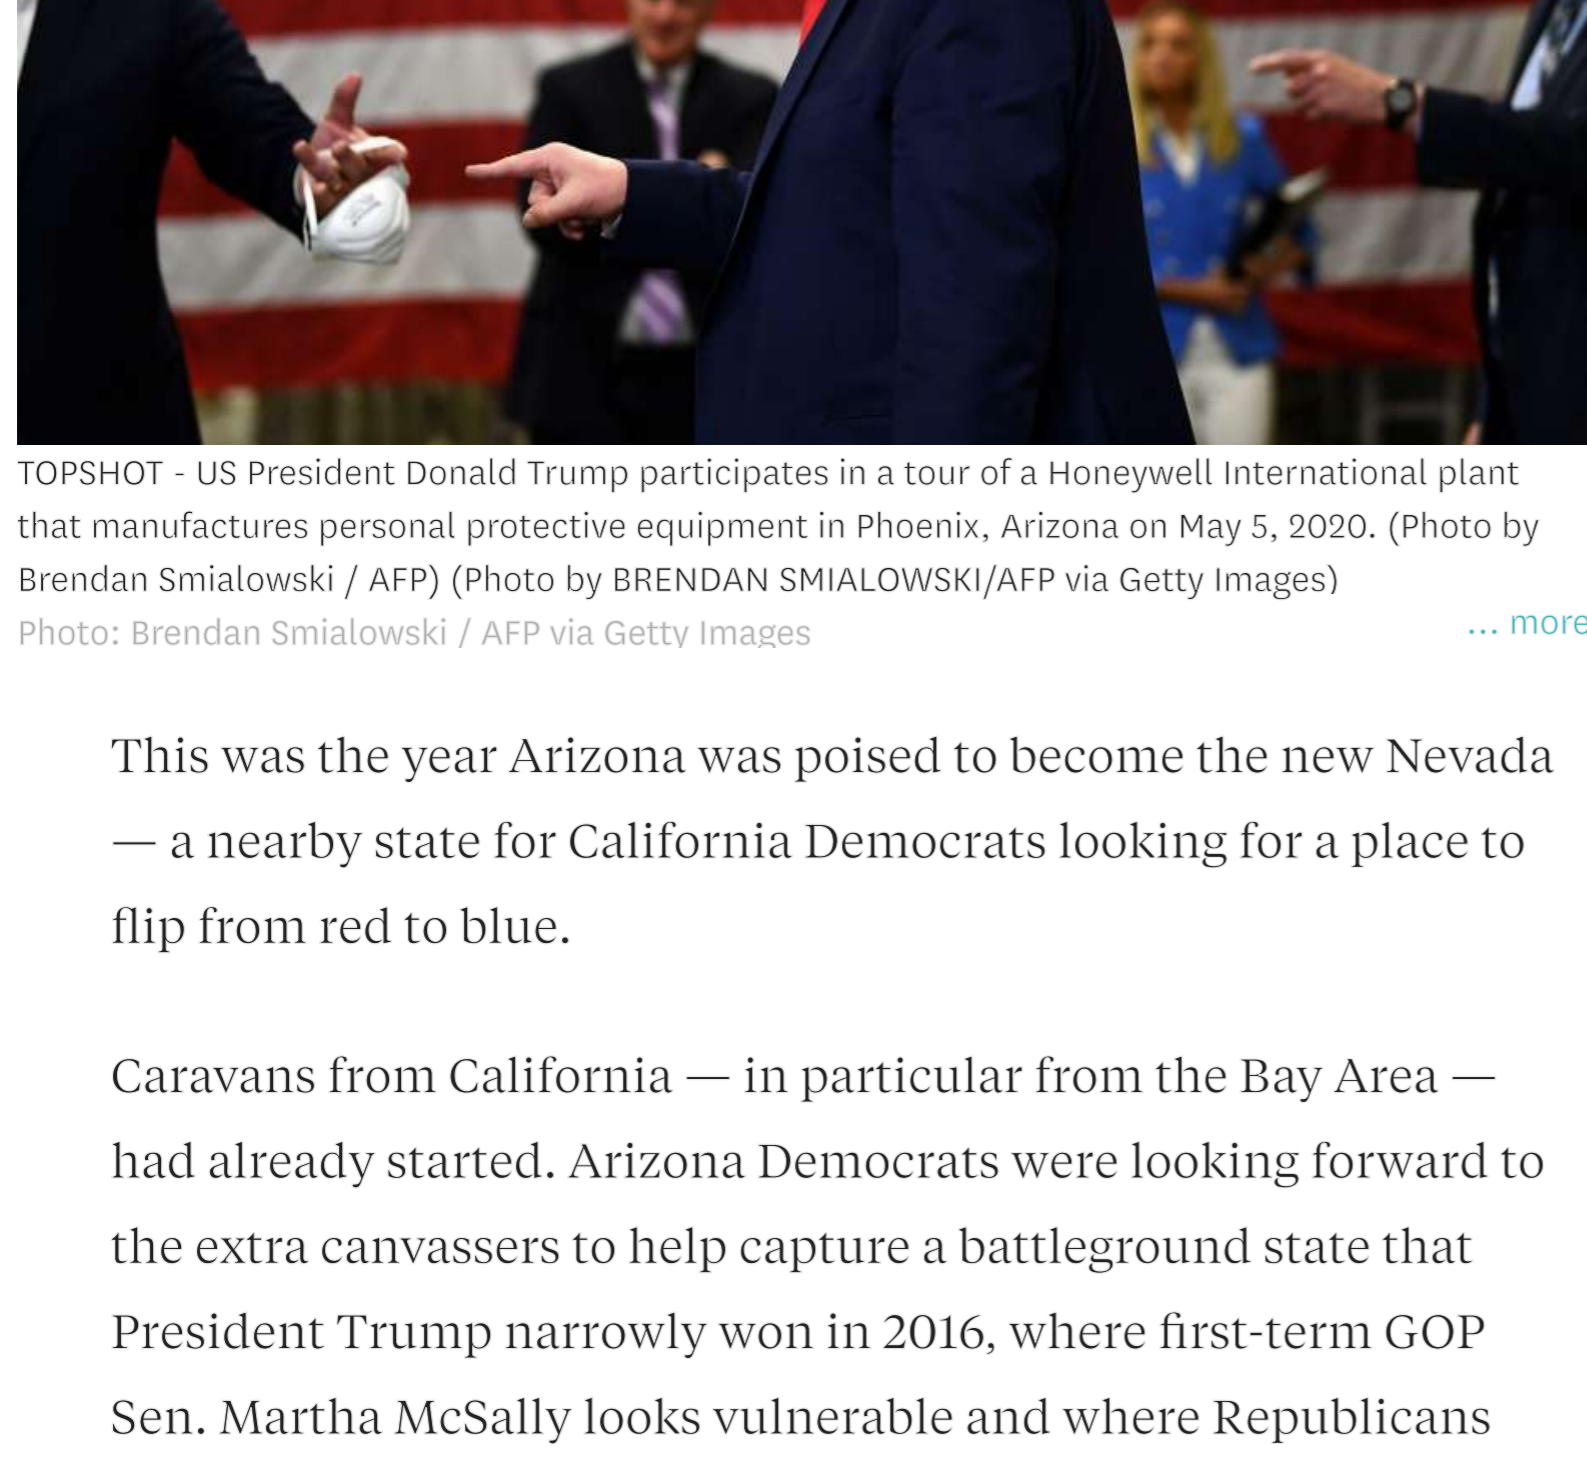 TOPSHOT - US President Donald Trump participates in a tour of a Honeywell International plant
that manufactures personal protective equipment in Phoenix, Arizona on May 5, 2020. (Photo by
Brendan Smialowski / AFP) (Photo by BRENDAN SMIALOWSKI/AFP via Getty Images)
Photo: Brendan Smialowski / AFP via Getty Images
... more
This was the year Arizona was poised to become the new Nevada
— a nearby state for California Democrats looking for a place to
flip from red to blue.
Caravans from California — in particular from the Bay Area —
had already started. Arizona Democrats were looking forward to
the extra canvassers to help capture a battleground state that
President Trump narrowly won in 2016, where first-term GOP
Sen. Martha McSally looks vulnerable and where Republicans